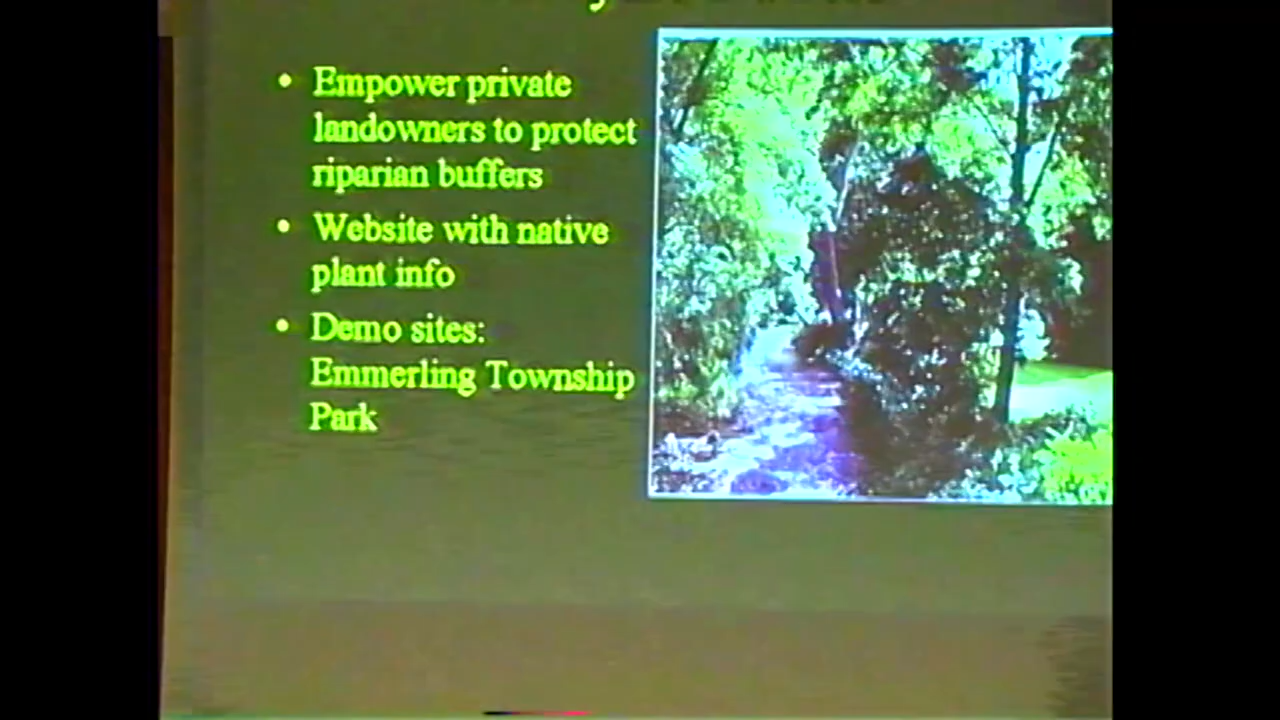 • Empower private
landowners to protect
riparian buffers
• Website with native
plant info
• Demo sites:
Emmerling Township
Park